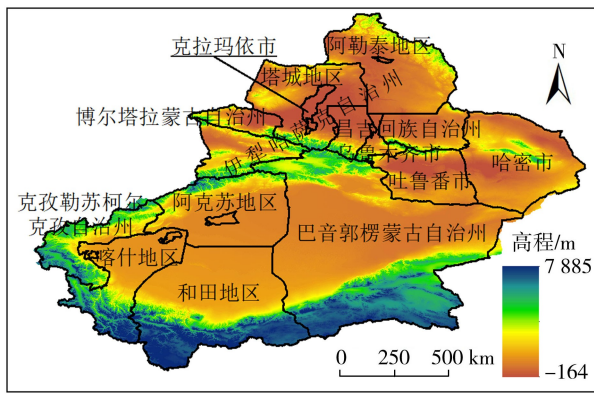 克拉玛依市
阿勒泰地区
N
塔城地区
博尔塔拉蒙古自治州
伊犁哈萨克自治州
昌吉回族自治州
乌鲁木齐市
哈密市
吐鲁番市
克孜勒苏柯尔
克孜自治州
阿克苏地区
巴音郭楞蒙古自治州
喀什地区
和田地区
高程/m
7 885
-164
0 250 500 km